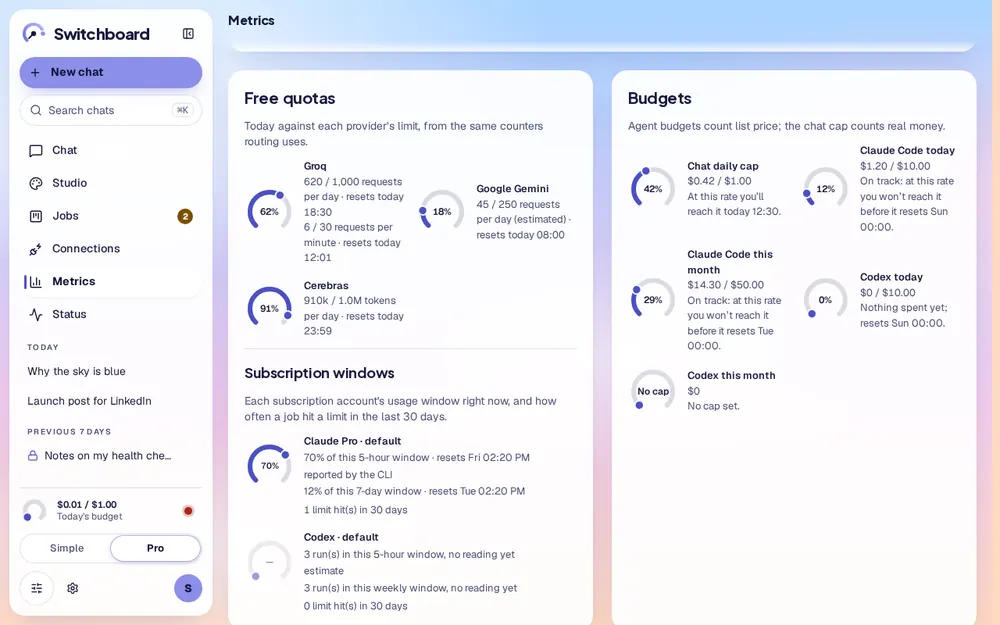 Switchboard
New chat
Search chats
⌘K
Chat
Studio
Jobs
2
Connections
Metrics
Status
TODAY
Why the sky is blue
Launch post for LinkedIn
PREVIOUS 7 DAYS
Notes on my health che…
$0.01 / $1.00
Today's budget
Simple
Pro
S
Metrics
Free quotas
Today against each provider's limit, from the same counters
routing uses.
62%
Groq
620 / 1,000 requests
per day · resets today
18:30
6 / 30 requests per
minute · resets today
12:01
18%
Google Gemini
45 / 250 requests
per day (estimated) ·
resets today 08:00
91%
Cerebras
910k / 1.0M tokens
per day · resets today
23:59
Subscription windows
Each subscription account's usage window right now, and how
often a job hit a limit in the last 30 days.
70%
Claude Pro · default
70% of this 5-hour window · resets Fri 02:20 PM
reported by the CLI
12% of this 7-day window · resets Tue 02:20 PM
1 limit hit(s) in 30 days
—
Codex · default
3 run(s) in this 5-hour window, no reading yet
estimate
3 run(s) in this weekly window, no reading yet
0 limit hit(s) in 30 days
Budgets
Agent budgets count list price; the chat cap counts real money.
42%
Chat daily cap
$0.42 / $1.00
At this rate you'll
reach it today 12:30.
12%
Claude Code today
$1.20 / $10.00
On track: at this rate
you won't reach it
before it resets Sun
00:00.
29%
Claude Code this
month
$14.30 / $50.00
On track: at this rate
you won't reach it
before it resets Tue
00:00.
0%
Codex today
$0 / $10.00
Nothing spent yet;
resets Sun 00:00.
No cap
Codex this month
$0
No cap set.